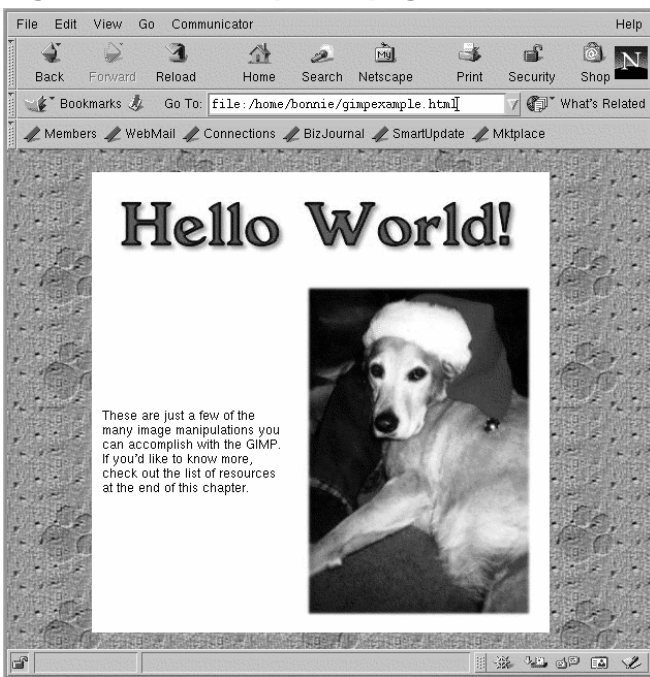 File Edit View Go Communicator Help
Back Forward Reload Home Search Netscape Print Security Shop N
My
Bookmarks Go To: file:/home/bonnie/gimpexample.html What's Related
Members WebMail Connections BizJournal SmartUpdate Mktplace
Hello World!
These are just a few of the
many image manipulations you
can accomplish with the GIMP.
If you'd like to know more,
check out the list of resources
at the end of this chapter.